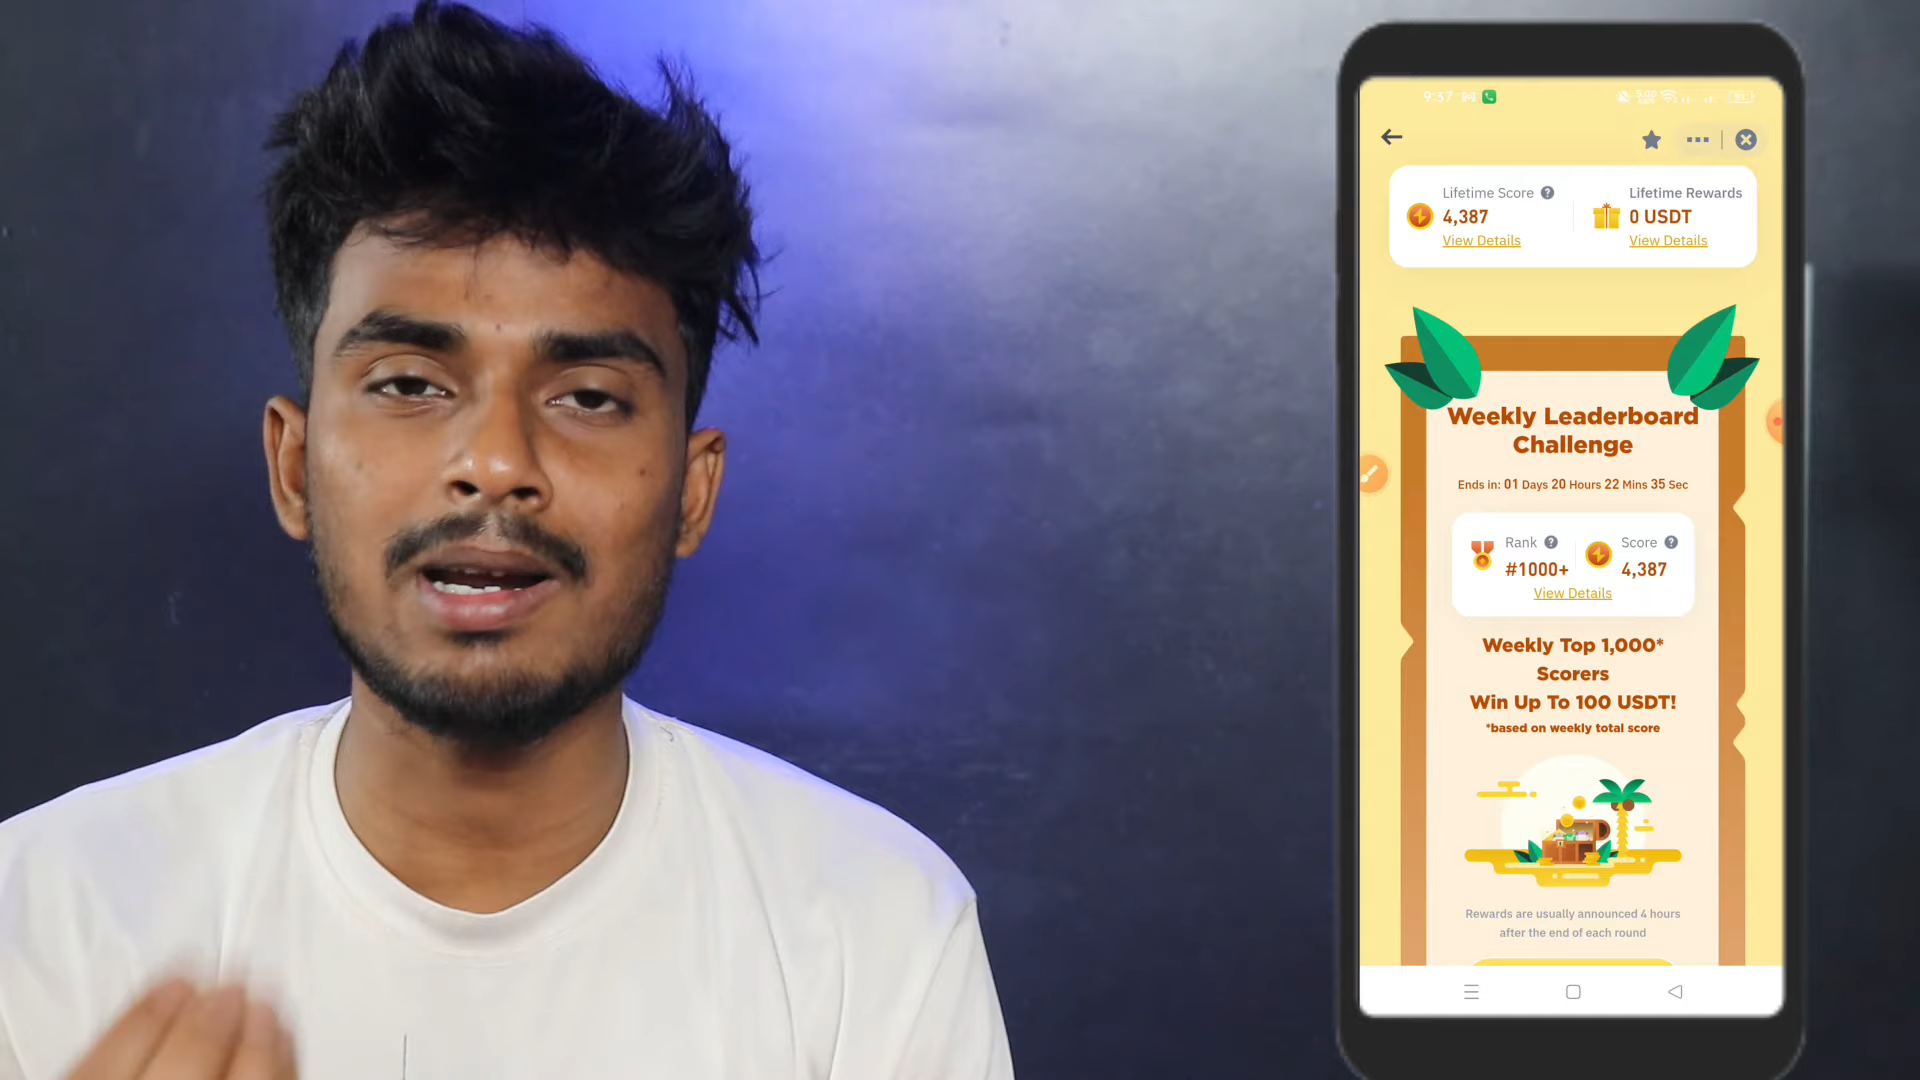 9:37
Lifetime Score
Lifetime Rewards
4,387
0 USDT
View Details
View Details
Weekly Leaderboard
Challenge
Ends in: 01 Days 20 Hours 22 Mins 35 Sec
Rank
Score
#1000+
4,387
View Details
Weekly Top 1,000*
Scorers
Win Up To 100 USDT!
*based on weekly total score
Rewards are usually announced 4 hours
after the end of each round